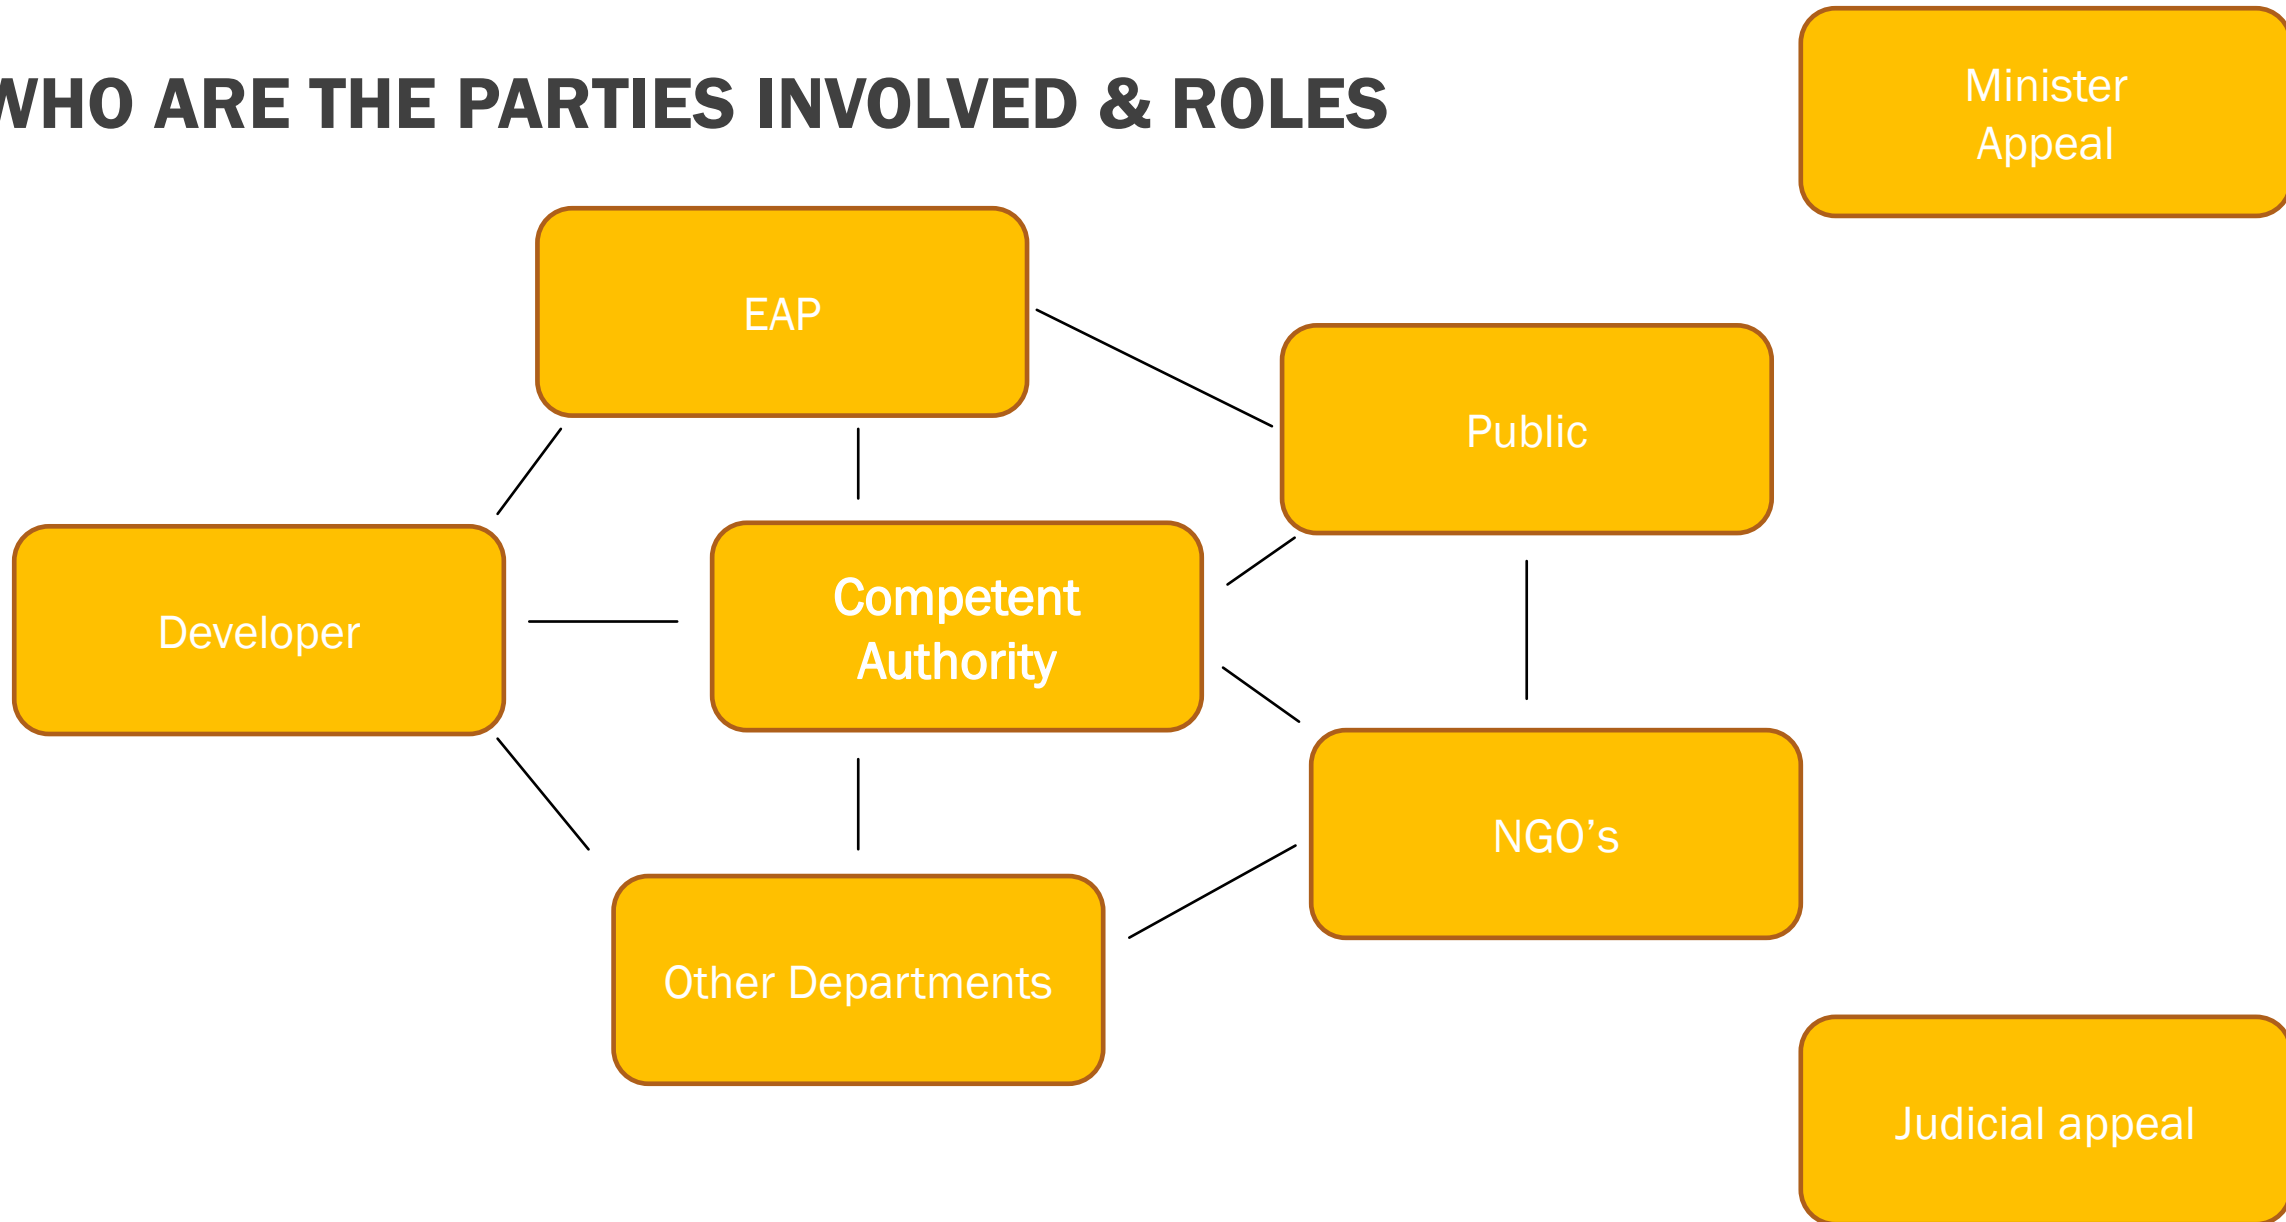 WHO ARE THE PARTIES INVOLVED & ROLES
Minister
Appeal
EAP
Public
Developer
Competent
Authority
NGO’s
Other Departments
Judicial appeal